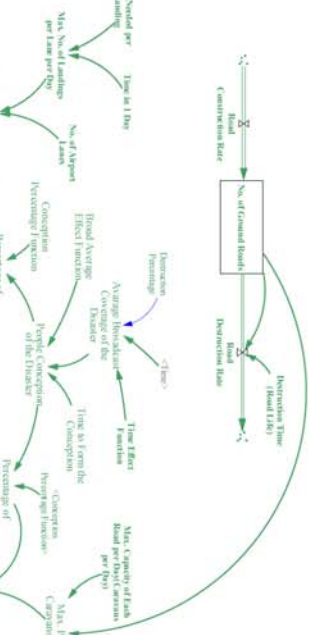 Needed per
anding
Max. No. of Landings
per Lane per Day
Time in 1 Day
No. of Airport
Lanes
Road
Construction Rate
No. of Ground Roads
Road
Destruction Rate
Destruction Time
(Road Life)
Conception
Percentage Function
Broad Average
Effect Function
Destruction
Percentage
Avarage Broadcast
Coverage of the
Disaster
<Time>
Time Effect
Function
People Conception
of the Disaster
Time to Form the
Conception
<Conception
Percentage Function>
Percentage of
Max. Capacity of Each
Road per Day(Caravans
per Day)
Max.
Caravans